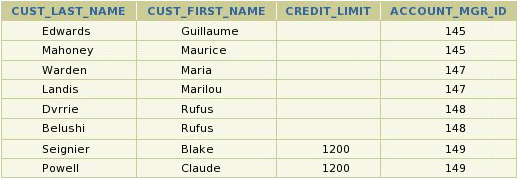 CUST_LAST_NAME CUST_FIRST_NAME CREDIT_LIMIT ACCOUNT_MGR_ID
Edwards Guillaume 145
Mahoney Maurice 145
Warden Maria 147
Landis Marilou 147
Dvrrie Rufus 148
Belushi Rufus 148
Seignier Blake 1200 149
Powell Claude 1200 149